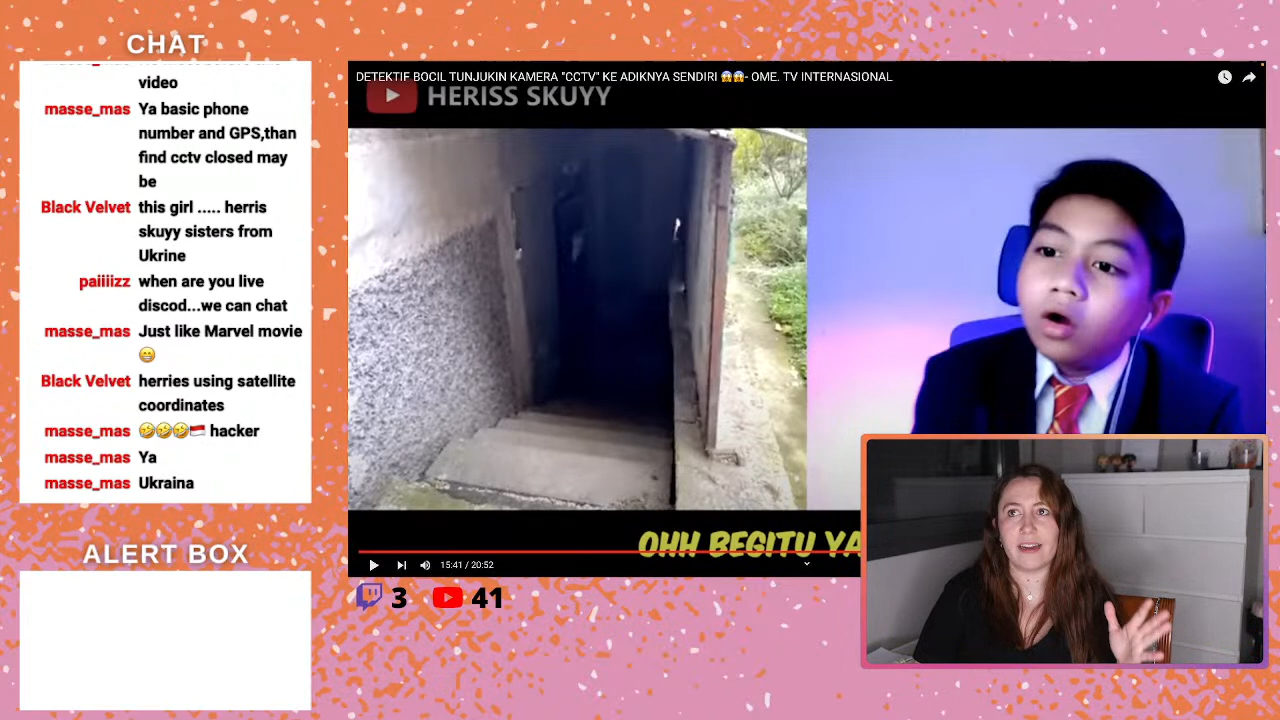 CHAT
video
masse_mas Ya basic phone
number and GPS,than
find cctv closed may
be
Black Velvet this girl ..... herris
skuyy sisters from
Ukrine
paiiiizz when are you live
discod...we can chat
masse_mas Just like Marvel movie
😁
Black Velvet herries using satellite
coordinates
masse_mas 🤣🤣🤣🇮🇩 hacker
masse_mas Ya
masse_mas Ukraina
ALERT BOX
DETEKTIF BOCIL TUNJUKIN KAMERA "CCTV" KE ADIKNYA SENDIRI 😱😱- OME. TV INTERNASIONAL
HERISS SKUYY
OHH BEGITU YA
15:41 / 20:52
3 41